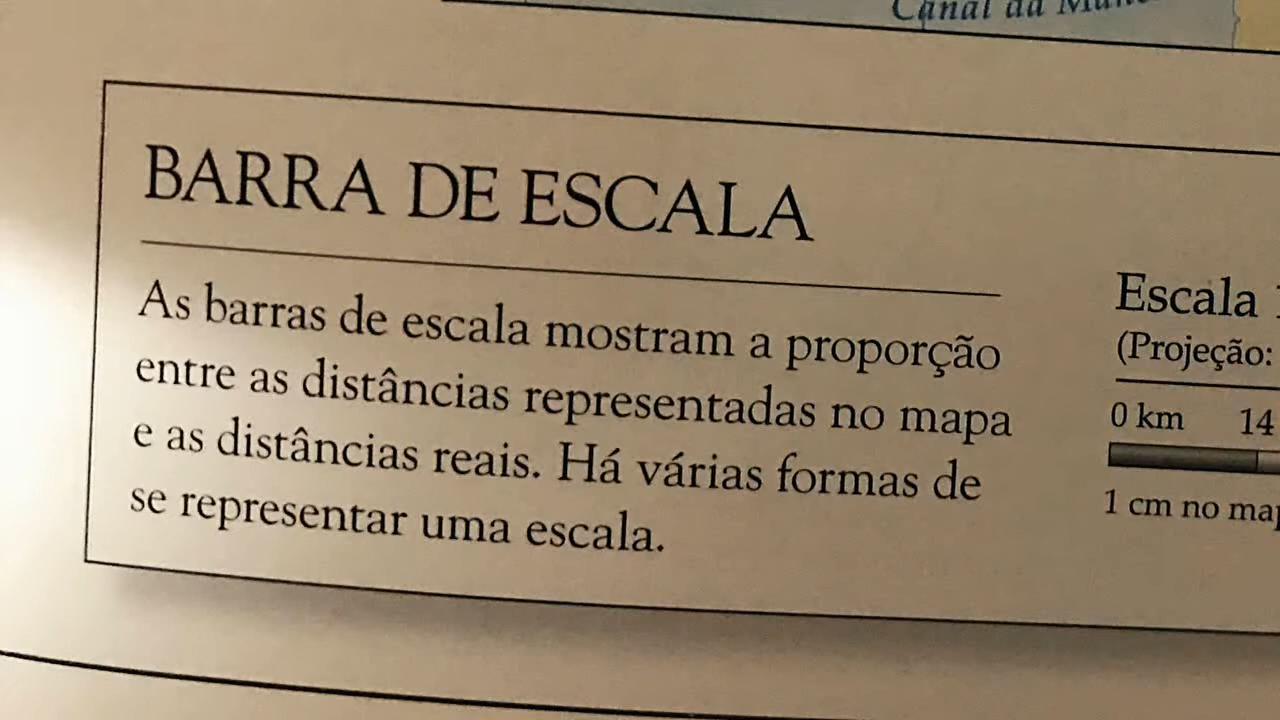 Canal da
BARRA DE ESCALA
As barras de escala mostram a proporção
entre as distâncias representadas no mapa
e as distâncias reais. Há várias formas de
se representar uma escala.
Escala
(Projeção:
0 km 14
1 cm no